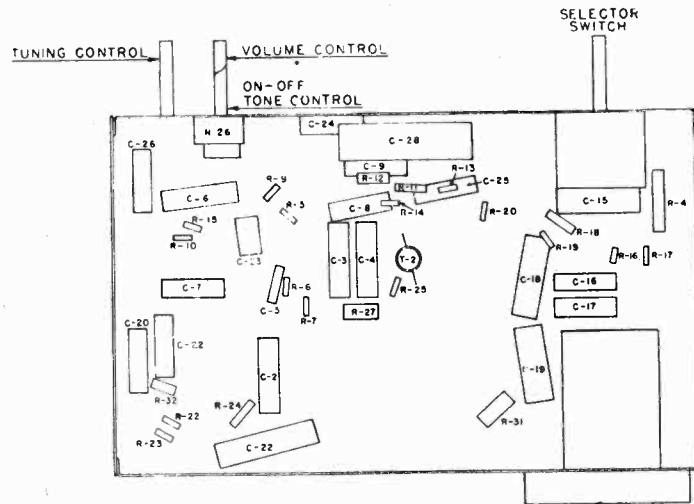 SELECTOR
SWITCH
TUNING CONTROL
VOLUME CONTROL
ON-OFF
TONE CONTROL
C-26
C-24
C-28
C-9
R-12
R-13
R-11
C-25
C-6
R-9
R-5
C-8
R-14
R-20
C-15
R-4
R-15
R-10
C-23
R-18
R-19
R-16
R-17
C-3
C-4
T-2
C-18
C-16
C-7
C-5
R-6
R-7
R-25
R-27
C-17
C-20
C-22
C-2
C-19
R-32
R-22
R-23
R-24
C-22
R-31